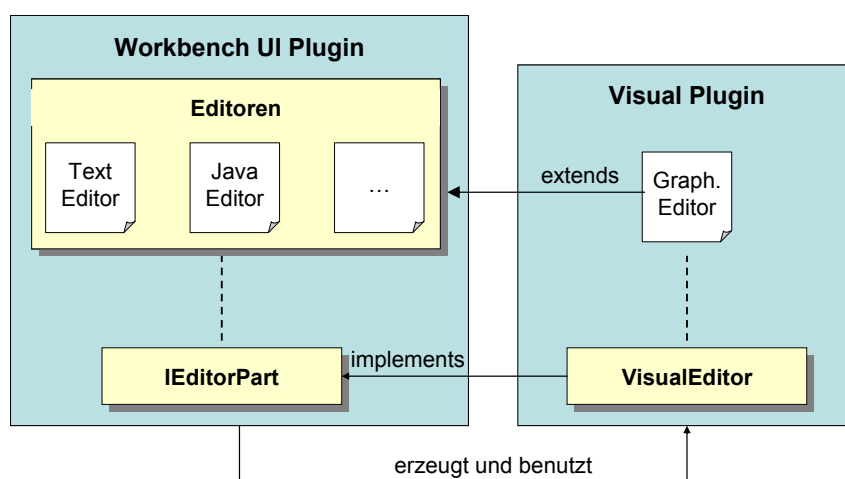 Workbench UI Plugin
Editoren
Text
Editor
Java
Editor
...
Visual Plugin
extends
Graph.
Editor
implements
IEditorPart
VisualEditor
erzeugt und benutzt